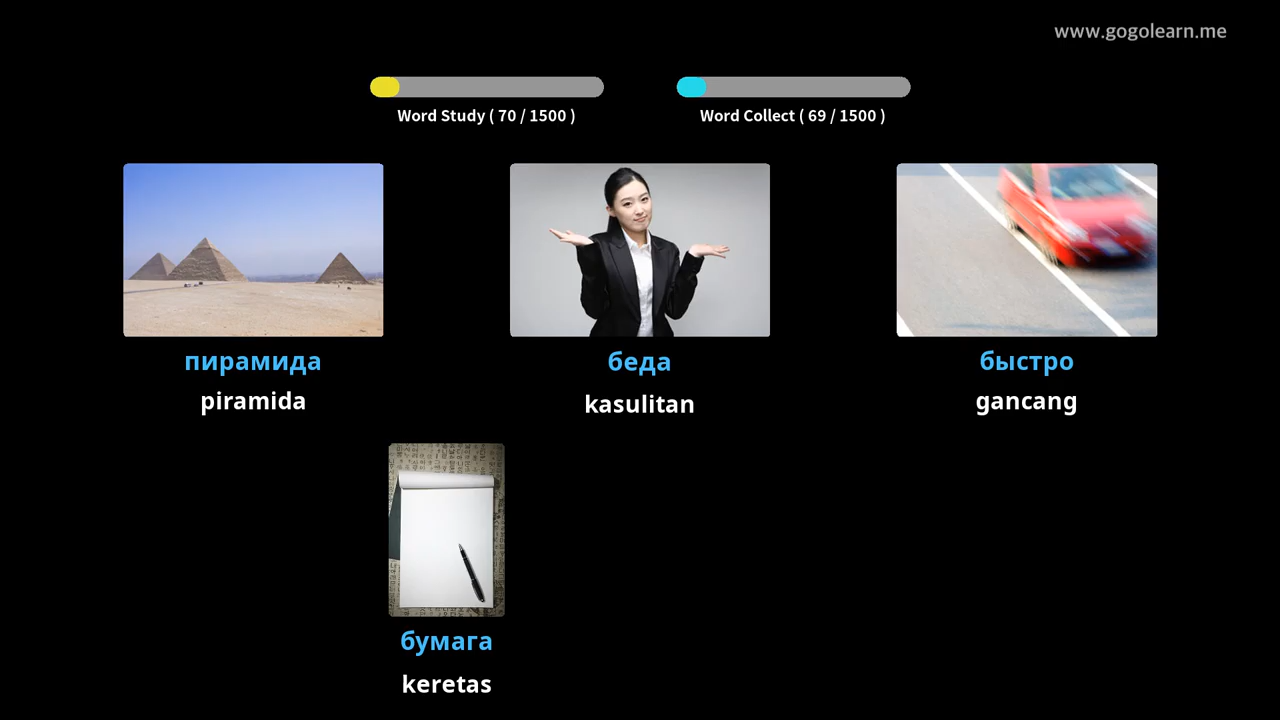 www.gogolearn.me
Word Study ( 70 / 1500 )
Word Collect ( 69 / 1500 )
пирамида
piramida
беда
kasulitan
быстро
gancang
бумага
keretas